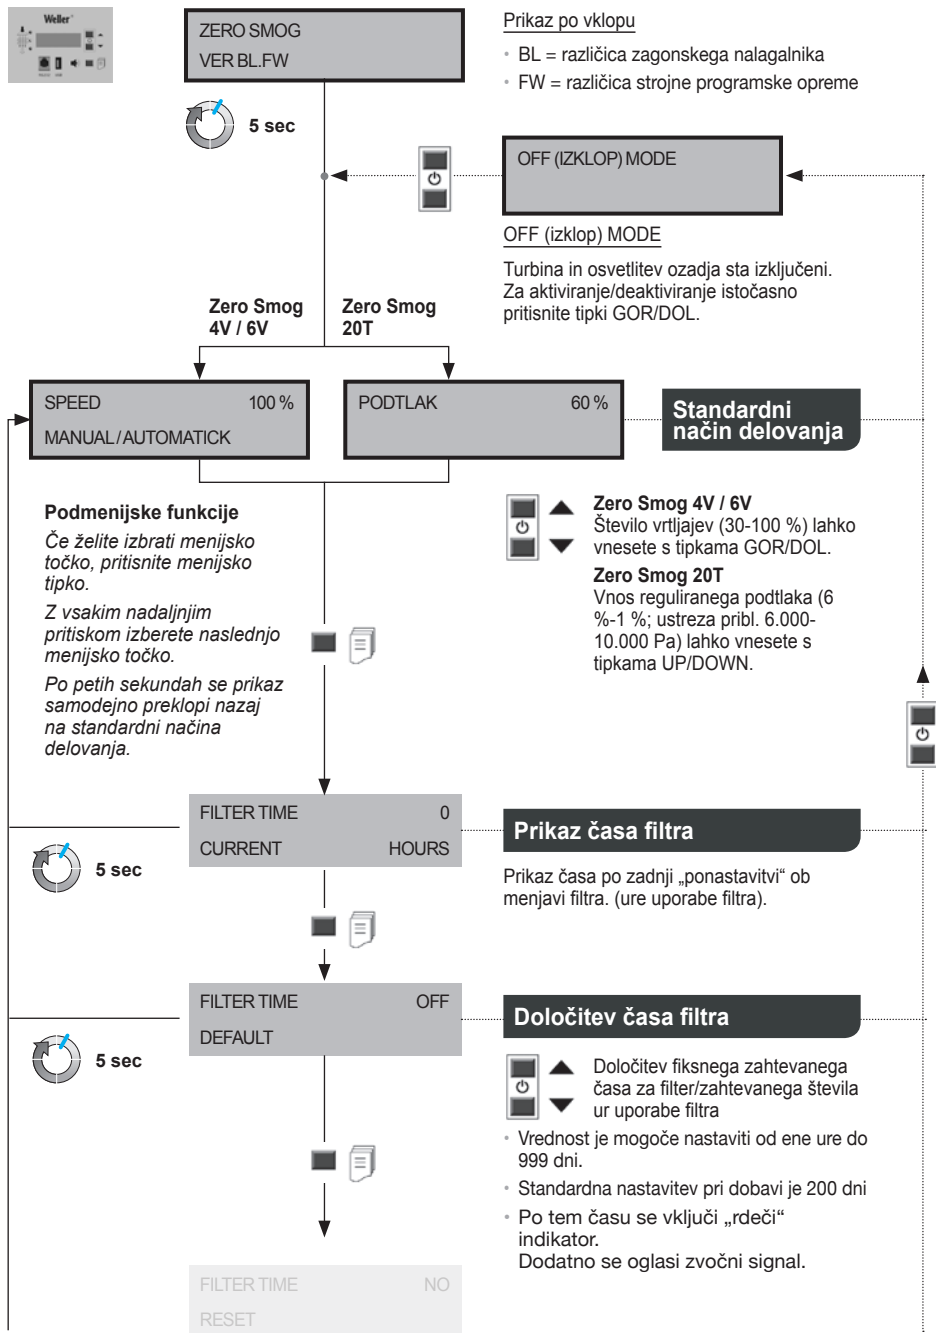 Weller
ZERO SMOG
VER BL.FW
Prikaz po vklopu
• BL = različica zagonskega nalagalnika
• FW = različica strojne programske opreme
5 sec
OFF (IZKLOP) MODE
OFF (izklop) MODE
Turbina in osvetlitev ozadja sta izključeni.
Za aktiviranje/deaktiviranje istočasno
pritisnite tipki GOR/DOL.
Zero Smog
4V / 6V
Zero Smog
20T
SPEED 100 %
MANUAL/AUTOMATICK
PODTLAK 60 %
Standardni
način delovanja
Podmenijske funkcije
Če želite izbrati menijsko
točko, pritisnite menijsko
tipko.
Z vsakim nadaljnjim
pritiskom izberete naslednjo
menijsko točko.
Po petih sekundah se prikaz
samodejno preklopi nazaj
na standardni načina
delovanja.
Zero Smog 4V / 6V
Število vrtljajev (30-100 %) lahko
vnesete s tipkama GOR/DOL.
Zero Smog 20T
Vnos reguliranega podtlaka (6
%-1 %; ustreza pribl. 6.000-
10.000 Pa) lahko vnesete s
tipkama UP/DOWN.
FILTER TIME 0
CURRENT HOURS
5 sec
Prikaz časa filtra
Prikaz časa po zadnji „ponastavitvi“ ob
menjavi filtra. (ure uporabe filtra).
FILTER TIME OFF
DEFAULT
5 sec
Določitev časa filtra
Določitev fiksnega zahtevanega
časa za filter/zahtevanega števila
ur uporabe filtra
• Vrednost je mogoče nastaviti od ene ure do
999 dni.
• Standardna nastavitev pri dobavi je 200 dni
• Po tem času se vključi „rdeči“
indikator.
Dodatno se oglasi zvočni signal.
FILTER TIME NO
RESET